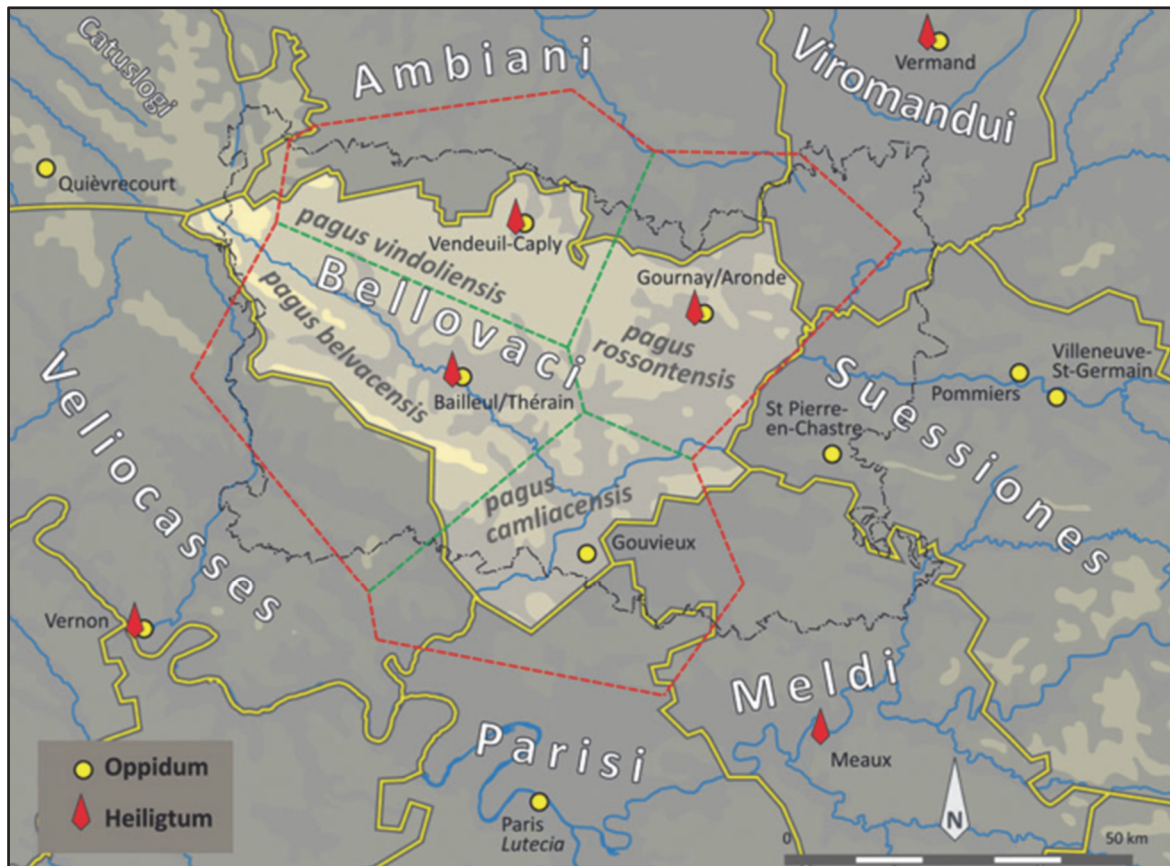 Catuslogi
Ambiani
Viromandui
Vermand
Quièvrecourt
pagus vindoliensis
Vendeuil-Caply
Bellovaci
Gournay/Aronde
pagus belvacensis
pagus
rossontensis
Bailleul/Thérain
Veliocasses
Suessiones
Villeneuve-
St-Germain
Pommiers
St Pierre-
en-Chastre
pagus
camliacensis
Gouvieux
Vernon
Meldi
Meaux
Parisi
Paris
Lutecia
Oppidum
Heiligtum
N
0
50 km